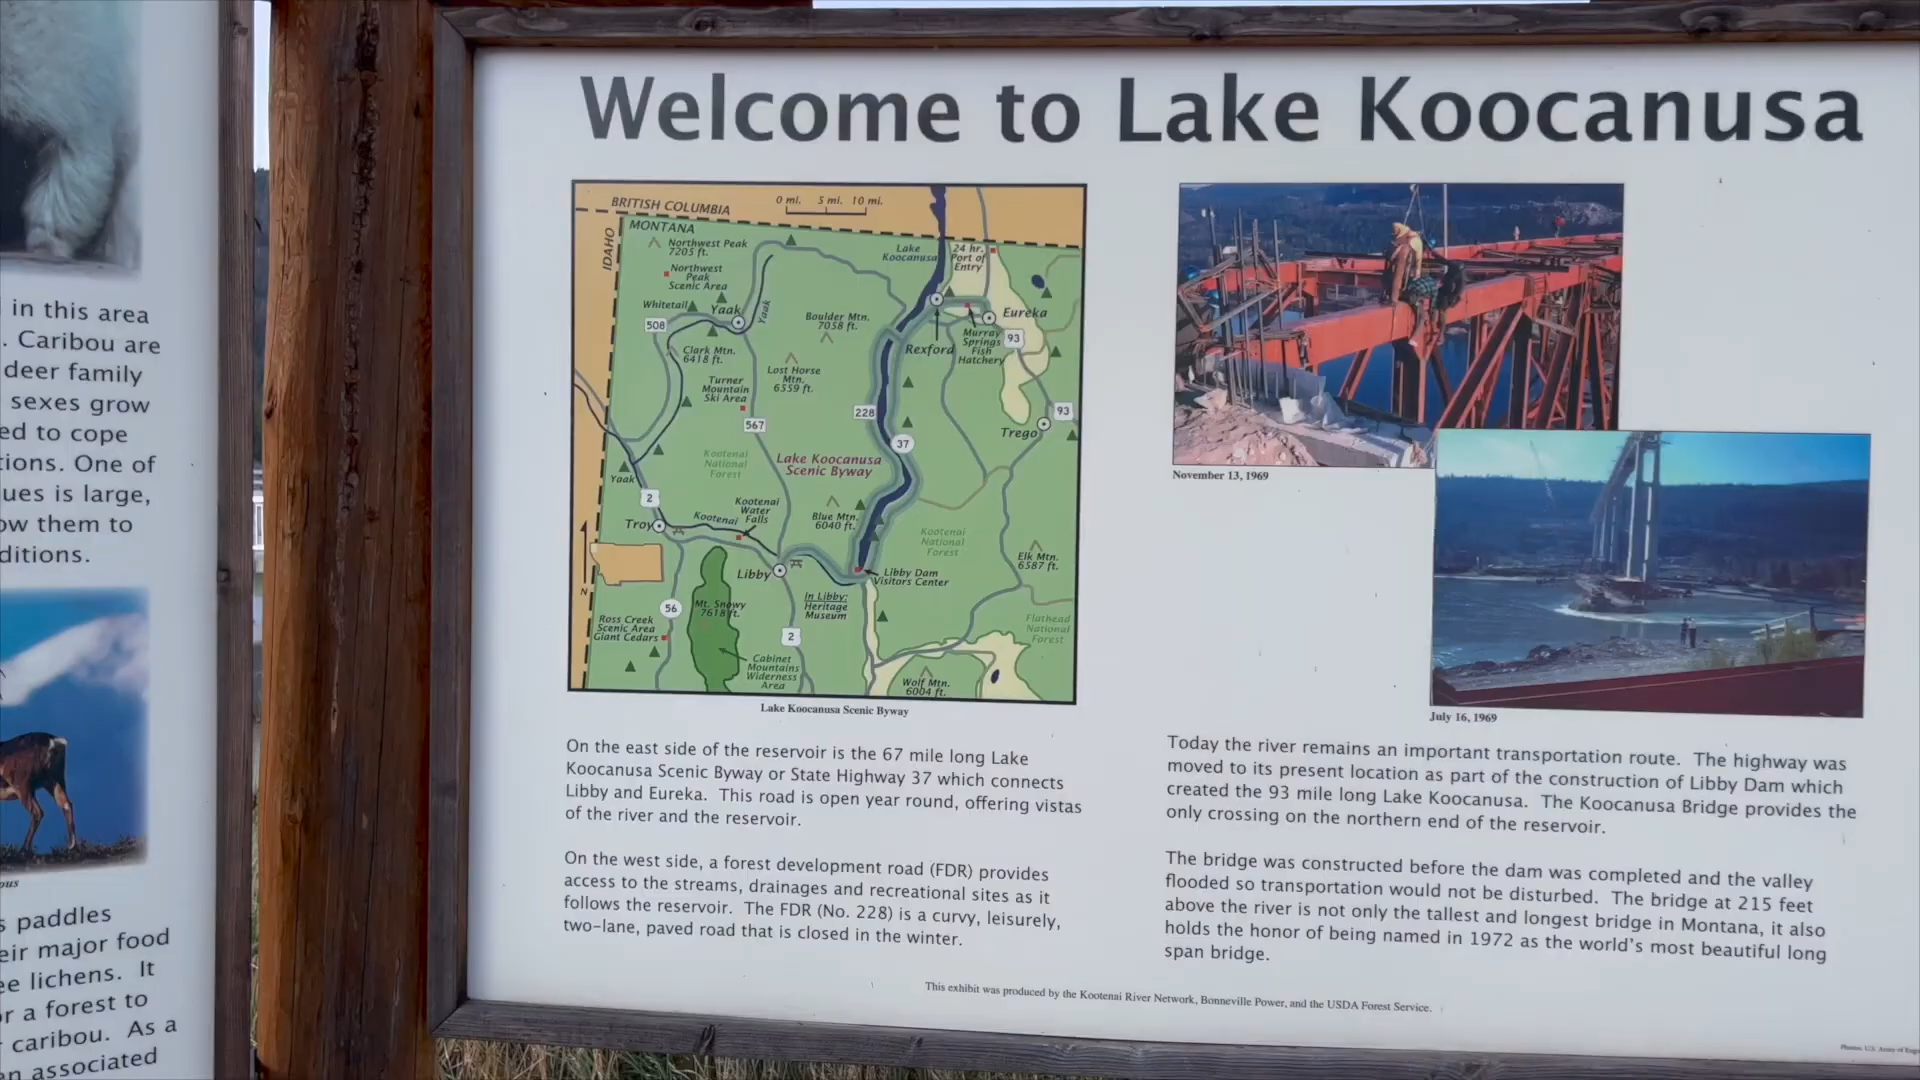 in this area
. Caribou are
deer family
sexes grow
ed to cope
tions. One of
ues is large,
ow them to
ditions.
ous
s paddles
eir major food
ee lichens. It
r a forest to
caribou. As a
en associated
Welcome to Lake Koocanusa
BRITISH COLUMBIA
0 mi. 5 mi. 10 mi.
MONTANA
IDAHO
Northwest Peak
7205 ft.
Northwest
Peak
Scenic Area
Whitetail
Yaak
Yaak
508
Clark Mtn.
6418 ft.
Turner
Mountain
Ski Area
567
Boulder Mtn.
7058 ft.
Lost Horse
Mtn.
6559 ft.
Lake
Koocanusa
24 hr.
Port of
Entry
Eureka
Rexford
Murray
Springs
Fish
Hatchery
93
93
Trego
228
37
Kootenai
National
Forest
Lake Koocanusa
Scenic Byway
Yaak
2
Troy
Kootenai
Kootenai
Water
Falls
Blue Mtn.
6040 ft.
Kootenai
National
Forest
Elk Mtn.
6587 ft.
Libby
Libby Dam
Visitors Center
In Libby:
Heritage
Museum
N
56
Mt. Snowy
7618 ft.
Ross Creek
Scenic Area
Giant Cedars
2
Cabinet
Mountains
Wilderness
Area
Flathead
National
Forest
Wolf Mtn.
6004 ft.
Lake Koocanusa Scenic Byway
On the east side of the reservoir is the 67 mile long Lake
Koocanusa Scenic Byway or State Highway 37 which connects
Libby and Eureka. This road is open year round, offering vistas
of the river and the reservoir.
On the west side, a forest development road (FDR) provides
access to the streams, drainages and recreational sites as it
follows the reservoir. The FDR (No. 228) is a curvy, leisurely,
two-lane, paved road that is closed in the winter.
November 13, 1969
July 16, 1969
Today the river remains an important transportation route. The highway was
moved to its present location as part of the construction of Libby Dam which
created the 93 mile long Lake Koocanusa. The Koocanusa Bridge provides the
only crossing on the northern end of the reservoir.
The bridge was constructed before the dam was completed and the valley
flooded so transportation would not be disturbed. The bridge at 215 feet
above the river is not only the tallest and longest bridge in Montana, it also
holds the honor of being named in 1972 as the world's most beautiful long
span bridge.
This exhibit was produced by the Kootenai River Network, Bonneville Power, and the USDA Forest Service.
Photos: U.S. Army of Eng